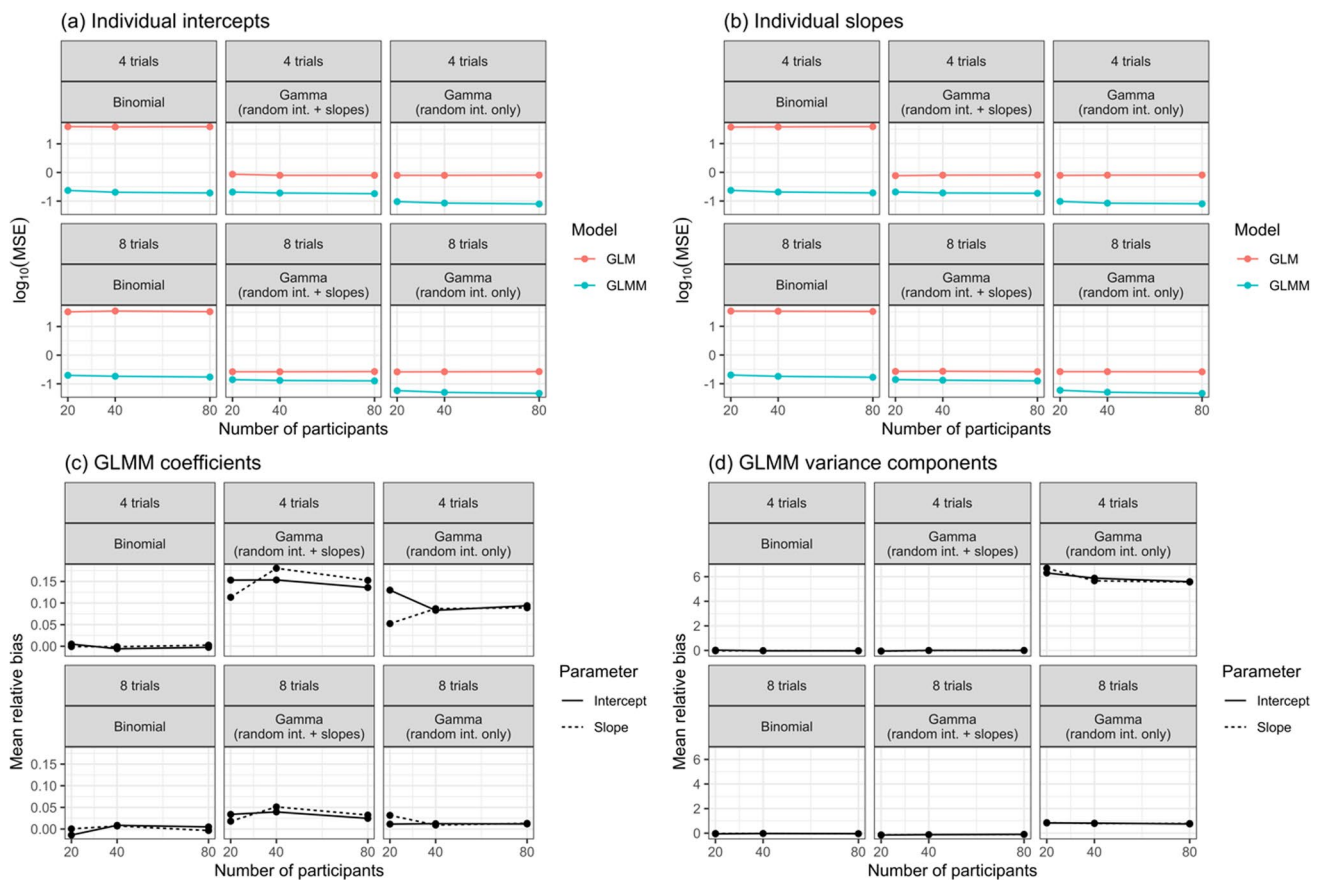 (a) Individual intercepts
4 trials 4 trials 4 trials
Binomial Gamma Gamma
(random int. + slopes) (random int. only)
1
0
-1
8 trials 8 trials 8 trials
Binomial Gamma Gamma
(random int. + slopes) (random int. only)
1
0
-1
20 40 80 20 40 80 20 40 80
log10(MSE)
Number of participants
Model
GLM
GLMM
(b) Individual slopes
4 trials 4 trials 4 trials
Binomial Gamma Gamma
(random int. + slopes) (random int. only)
1
0
-1
8 trials 8 trials 8 trials
Binomial Gamma Gamma
(random int. + slopes) (random int. only)
1
0
-1
20 40 80 20 40 80 20 40 80
log10(MSE)
Number of participants
Model
GLM
GLMM
(c) GLMM coefficients
4 trials 4 trials 4 trials
Binomial Gamma Gamma
(random int. + slopes) (random int. only)
0.15
0.10
0.05
0.00
8 trials 8 trials 8 trials
Binomial Gamma Gamma
(random int. + slopes) (random int. only)
0.15
0.10
0.05
0.00
20 40 80 20 40 80 20 40 80
Mean relative bias
Number of participants
Parameter
Intercept
Slope
(d) GLMM variance components
4 trials 4 trials 4 trials
Binomial Gamma Gamma
(random int. + slopes) (random int. only)
6
4
2
0
8 trials 8 trials 8 trials
Binomial Gamma Gamma
(random int. + slopes) (random int. only)
6
4
2
0
20 40 80 20 40 80 20 40 80
Mean relative bias
Number of participants
Parameter
Intercept
Slope